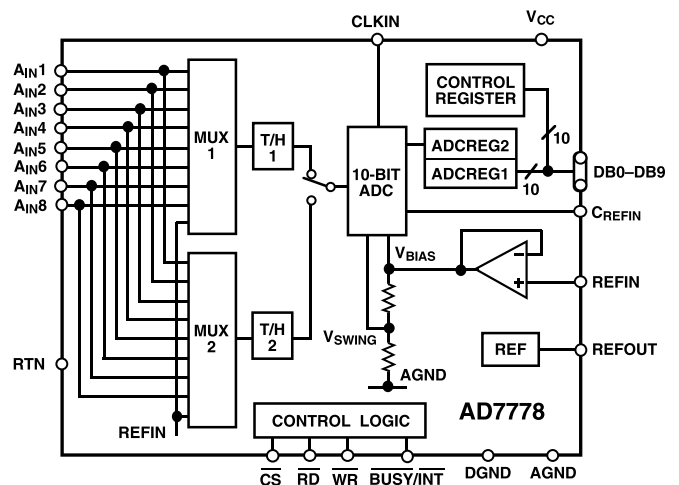 CLKIN
VCC
AIN1
AIN2
AIN3
AIN4
AIN5
AIN6
AIN7
AIN8
MUX
1
T/H
1
10-BIT
ADC
CONTROL
REGISTER
ADCREG2
ADCREG1
10
10
DB0–DB9
CREFIN
VBIAS
REFIN
MUX
2
T/H
2
VSWING
REF
REFOUT
RTN
AGND
REFIN
CONTROL LOGIC
AD7778
CS
RD
WR
BUSY/INT
DGND
AGND